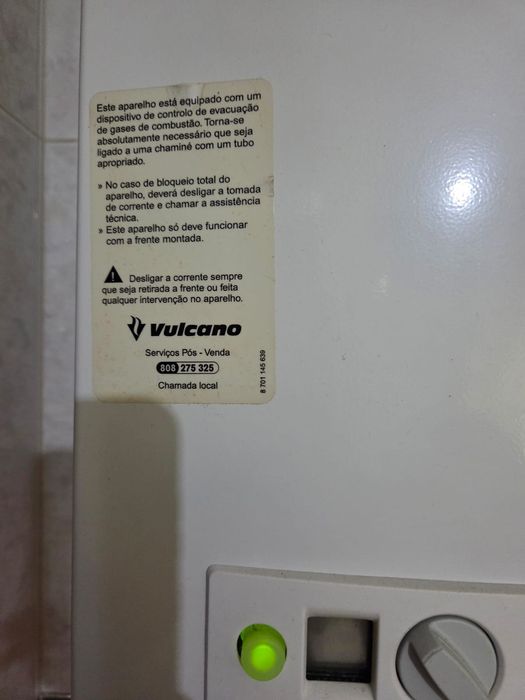 Este aparelho está equipado com um
dispositivo de controlo de evacuação
de gases de combustão. Torna-se
absolutamente necessário que seja
ligado a uma chaminé com um tubo
apropriado.
» No caso de bloqueio total do
aparelho, deverá desligar a tomada
de corrente e chamar a assistência
técnica.
» Este aparelho só deve funcionar
com a frente montada.
Desligar a corrente sempre
que seja retirada a frente ou feita
qualquer intervenção no aparelho.
Vulcano
Serviços Pós - Venda
808 275 325
Chamada local
8 701 145 639